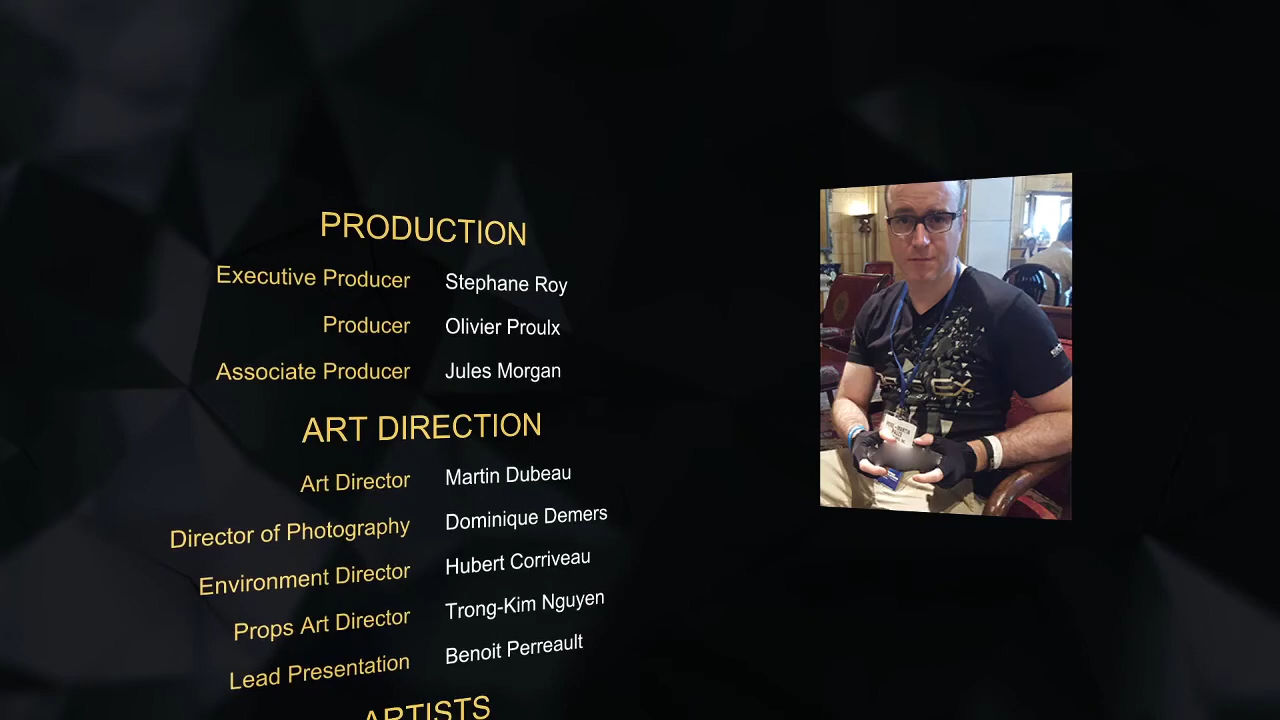 PRODUCTION
Executive Producer Stephane Roy
Producer Olivier Proulx
Associate Producer Jules Morgan
ART DIRECTION
Art Director Martin Dubeau
Director of Photography Dominique Demers
Environment Director Hubert Corriveau
Props Art Director Trong-Kim Nguyen
Lead Presentation Benoit Perreault
ARTISTS